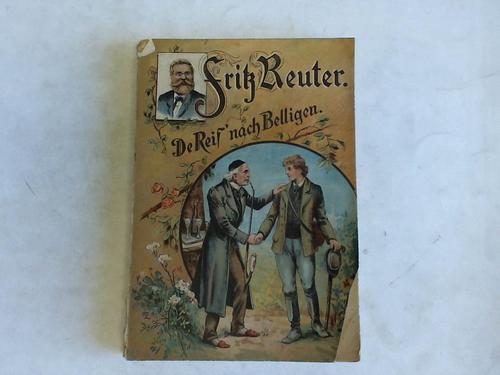 Fritz Reuter.
De Reis' nach Belligen.